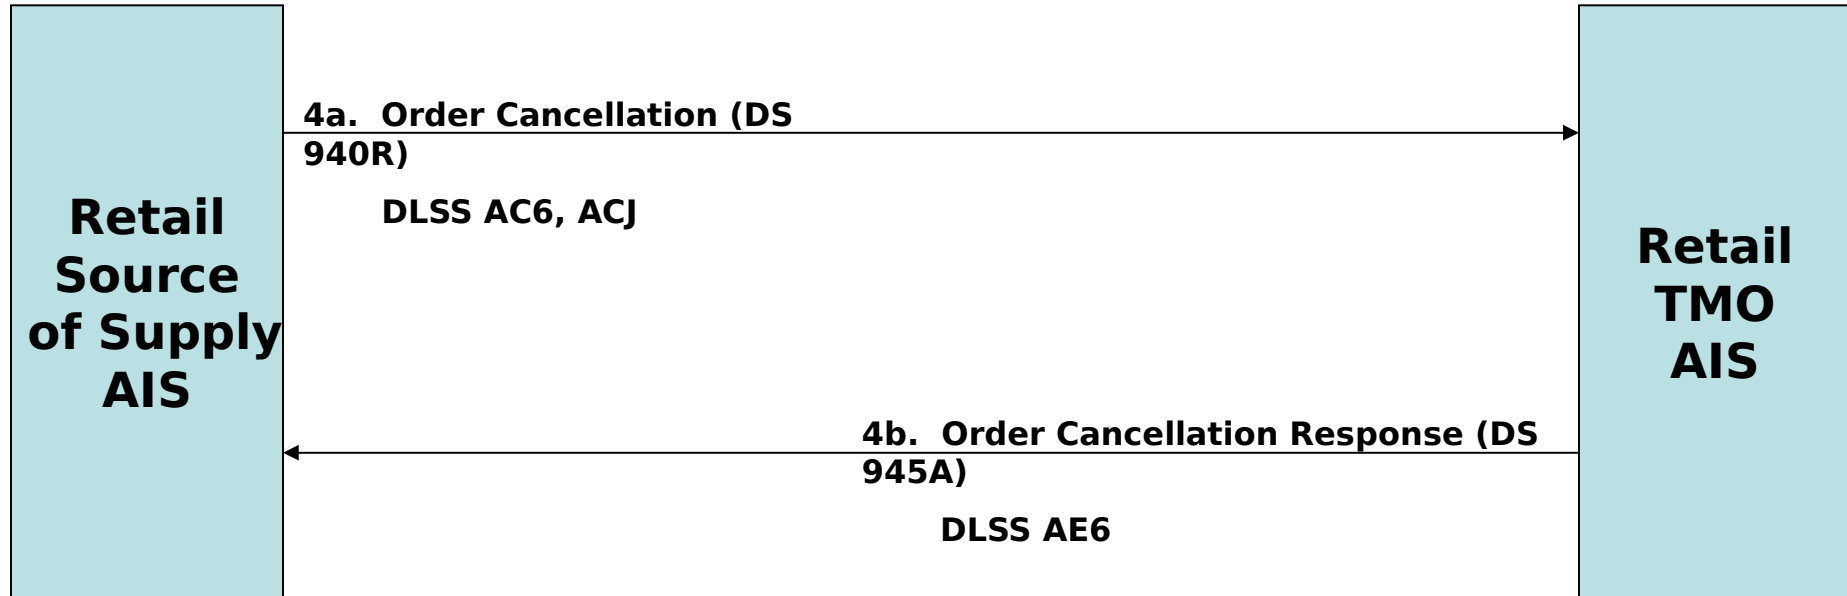 Retail
Source
of Supply
AIS
4a.  Order Cancellation (DS
940R)
DLSS AC6, ACJ
4b.  Order Cancellation Response (DS
945A)
DLSS AE6
Retail
TMO
AIS